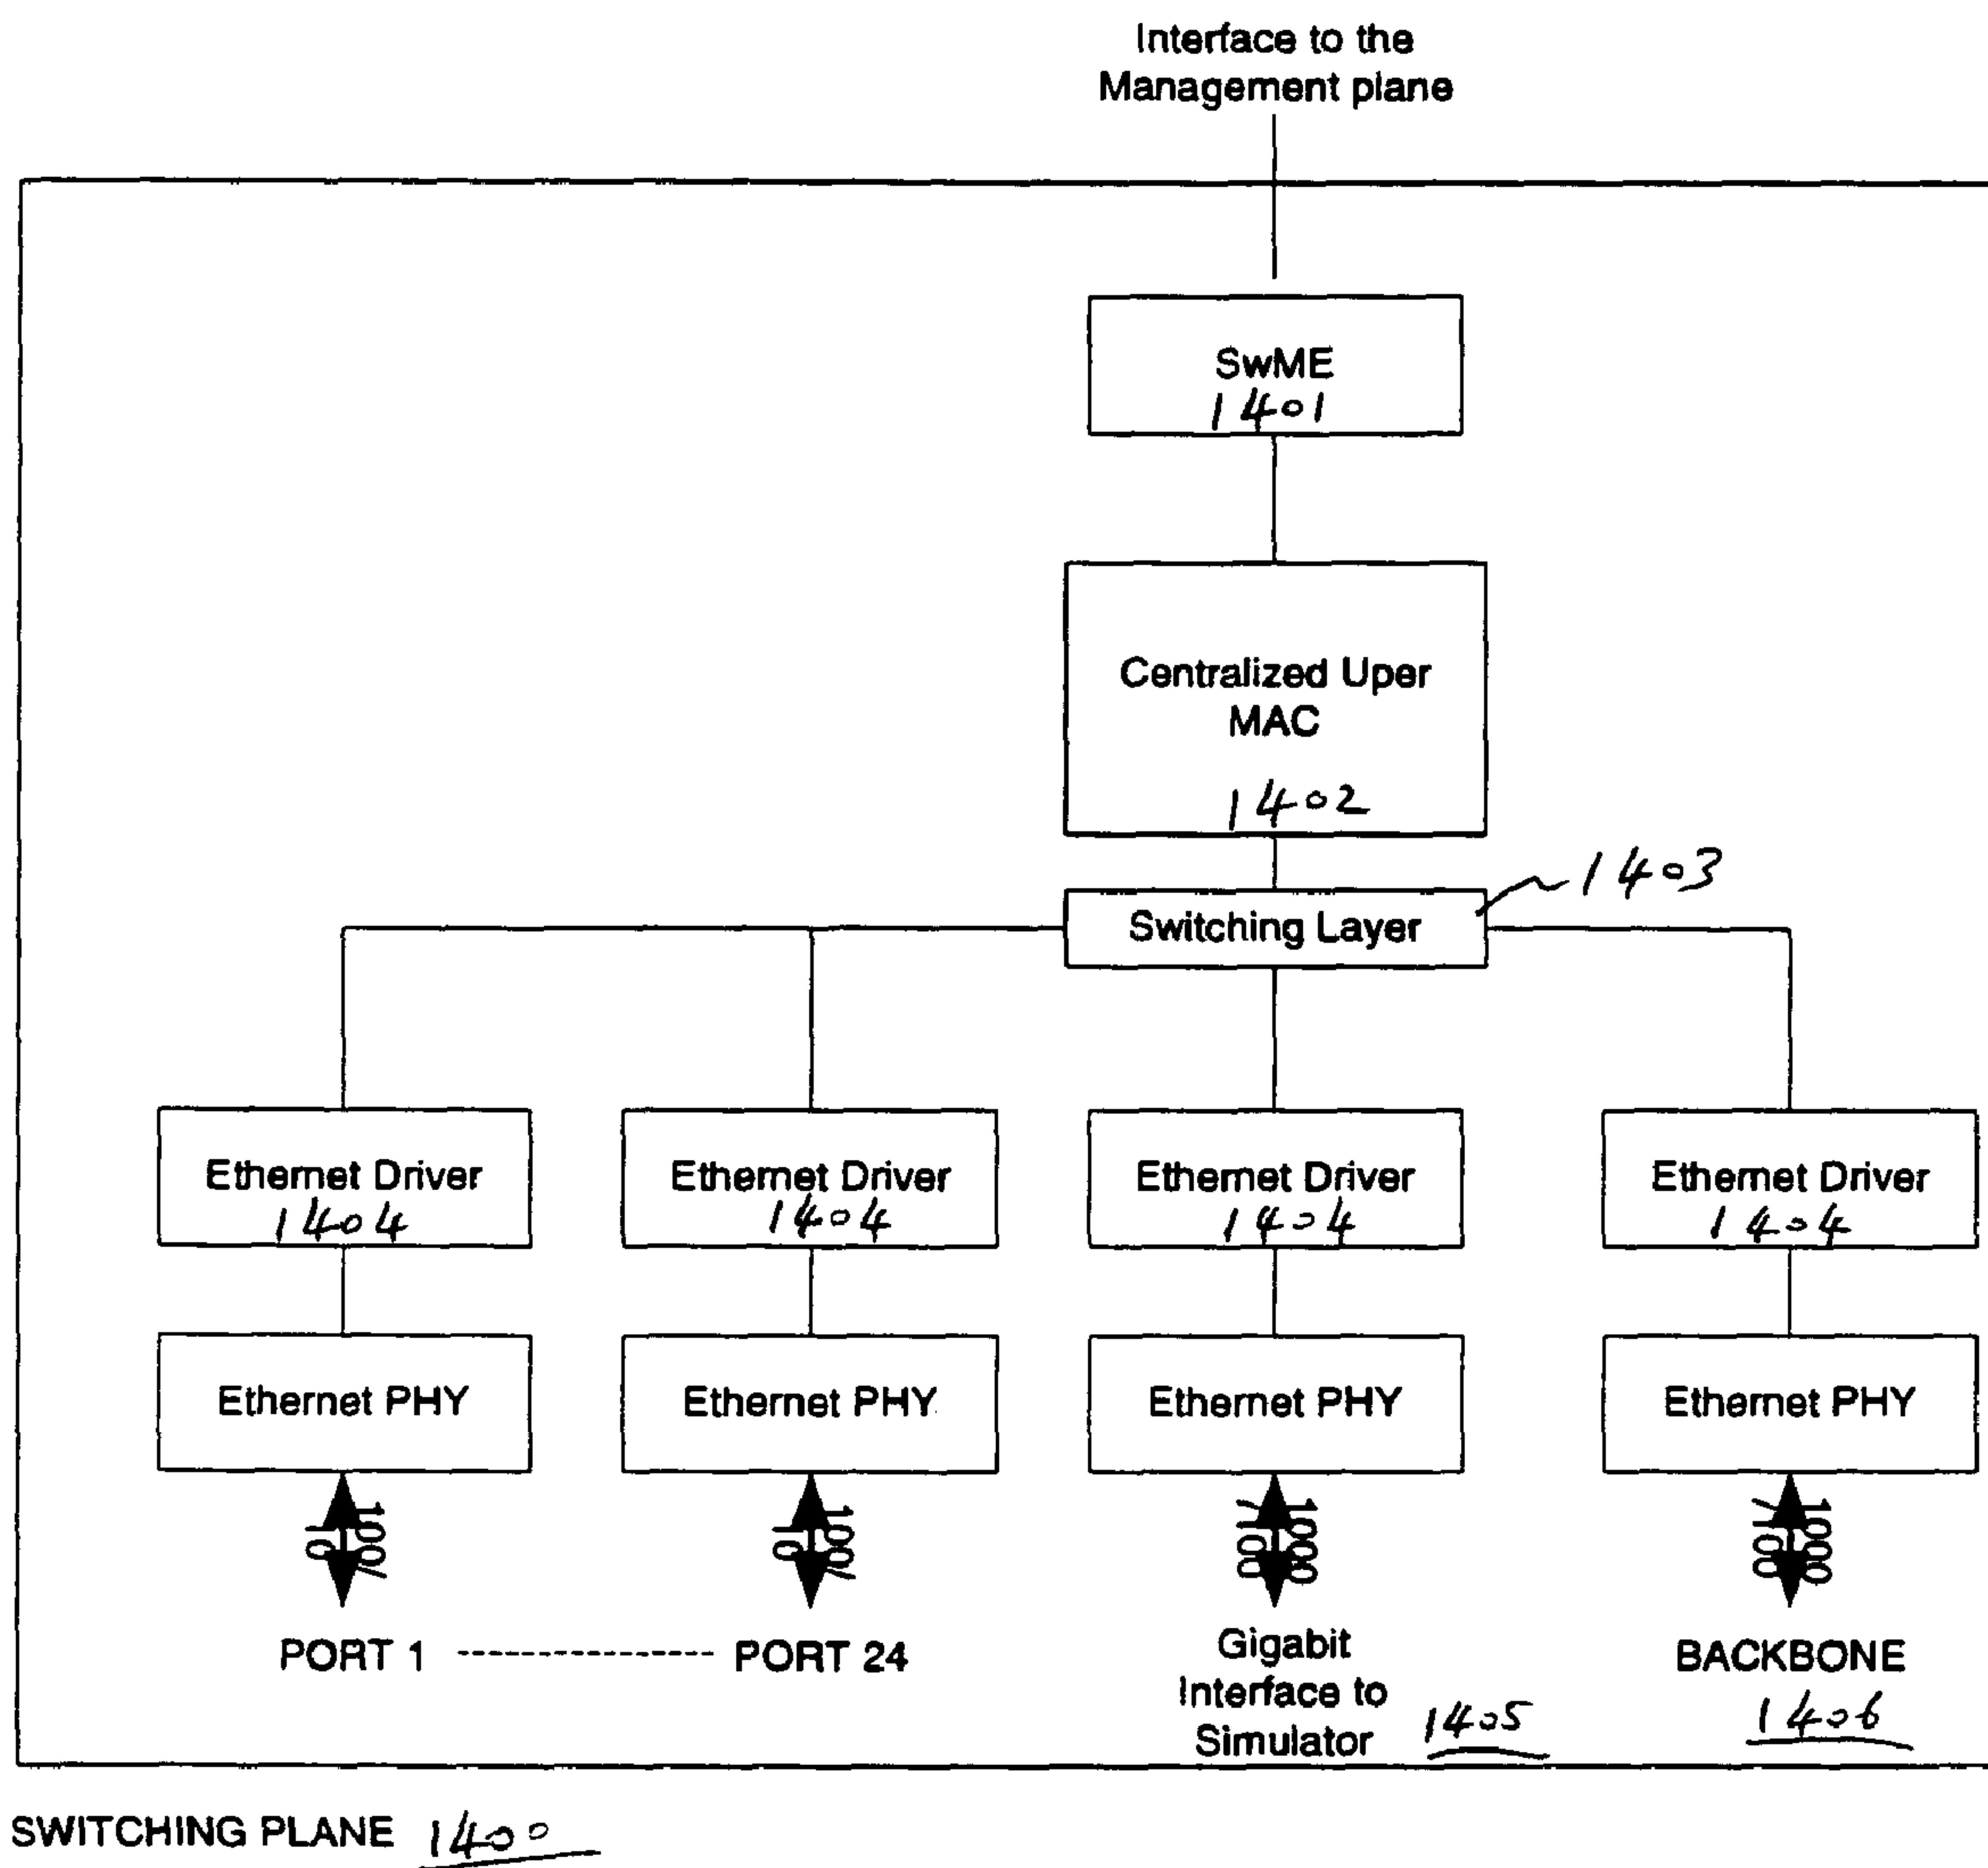 Interface to the
Management plane
SwME
1401
Centralized Uper
MAC
1402
1403
Switching Layer
Ethernet Driver
1404
Ethernet Driver
1404
Ethernet Driver
1404
Ethernet Driver
1404
Ethernet PHY
Ethernet PHY
Ethernet PHY
Ethernet PHY
100/
10
100/
10
1000
/100
1000
/100
PORT 1 -------------- PORT 24
Gigabit
Interface to
Simulator
1405
BACKBONE
1406
SWITCHING PLANE 1400